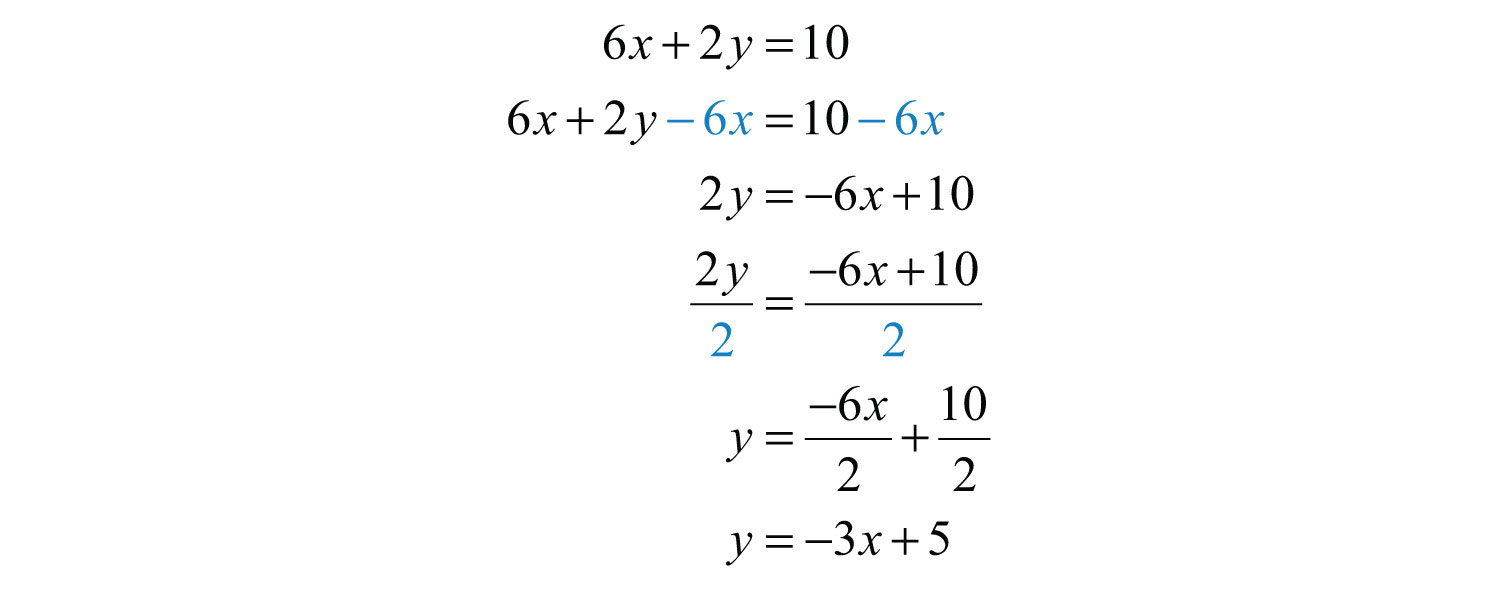 6x + 2y = 10
6x + 2y − 6x = 10 − 6x
2y = −6x + 10
2y/2 = (−6x + 10)/2
y = −6x/2 + 10/2
y = −3x + 5